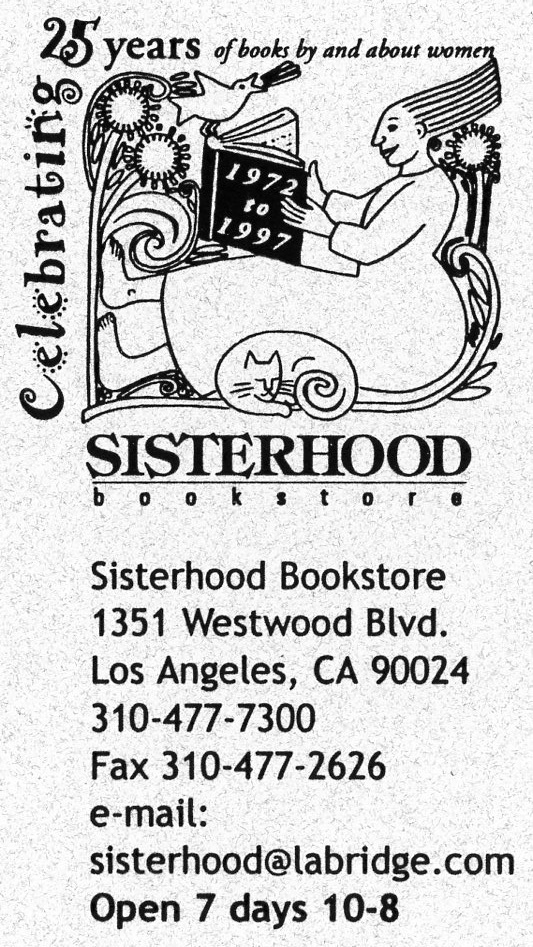 Celebrating
25 years of books by and about women
1972
to
1997
SISTERHOOD
bookstore
Sisterhood Bookstore
1351 Westwood Blvd.
Los Angeles, CA 90024
310-477-7300
Fax 310-477-2626
e-mail:
sisterhood@labridge.com
Open 7 days 10-8